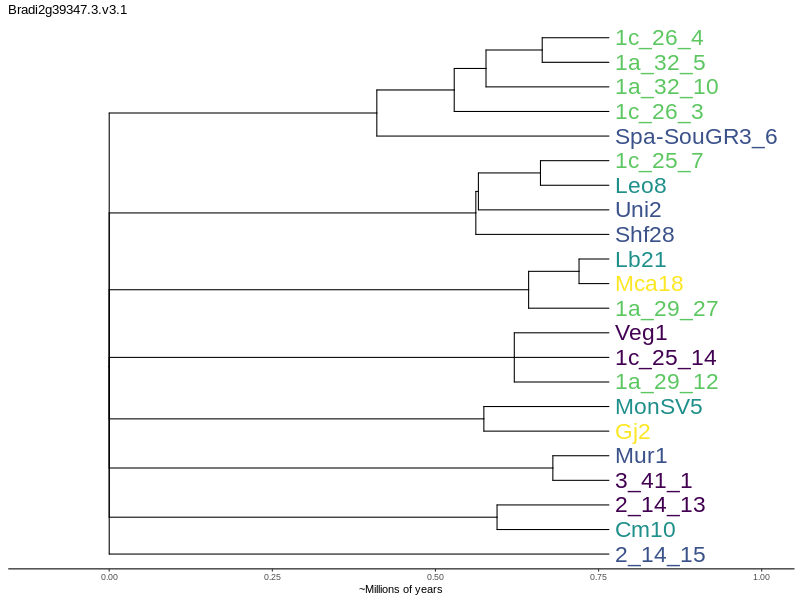 Bradi2g39347.3.v3.1
1c_26_4
1a_32_5
1a_32_10
1c_26_3
Spa-SouGR3_6
1c_25_7
Leo8
Uni2
Shf28
Lb21
Mca18
1a_29_27
Veg1
1c_25_14
1a_29_12
MonSV5
Gj2
Mur1
3_41_1
2_14_13
Cm10
2_14_15
0.00 0.25 0.50 0.75 1.00
~Millions of years